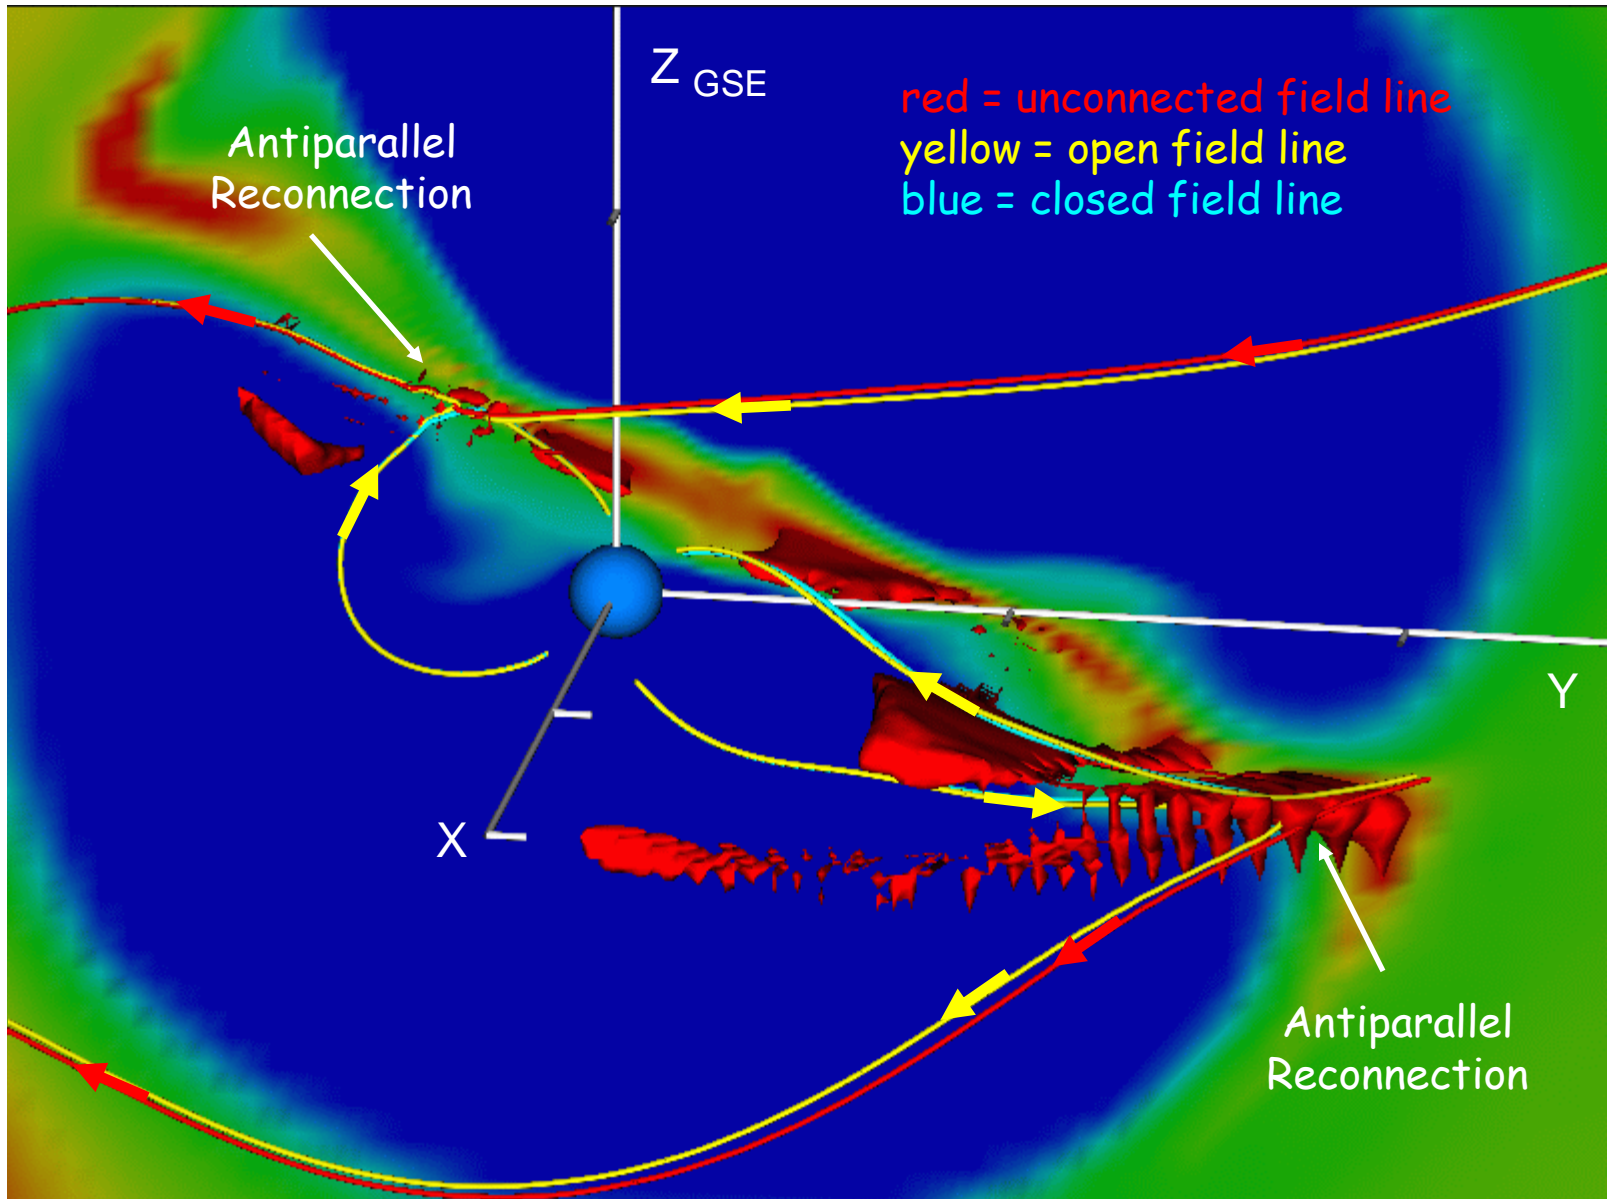 Z GSE
red = unconnected field line
yellow = open field line
blue = closed field line
Antiparallel
Reconnection
Y
X
Antiparallel
Reconnection